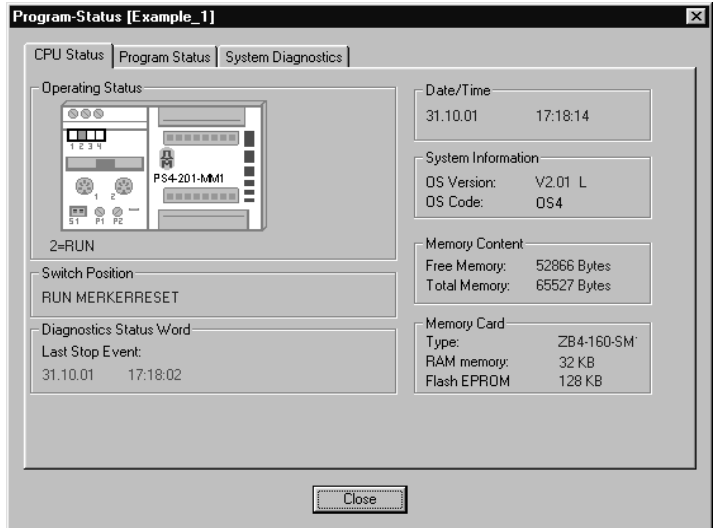 Program-Status [Example_1]
CPU Status Program Status System Diagnostics
Operating Status
1 2 3 4
PS4-201-MM1
1 2
S1 P1 P2
2=RUN
Switch Position
RUN MERKERRESET
Diagnostics Status Word
Last Stop Event:
31.10.01 17:18:02
Date/Time
31.10.01 17:18:14
System Information
OS Version: V2.01 L
OS Code: OS4
Memory Content
Free Memory: 52866 Bytes
Total Memory: 65527 Bytes
Memory Card
Type: ZB4-160-SM
RAM memory: 32 KB
Flash EPROM 128 KB
Close